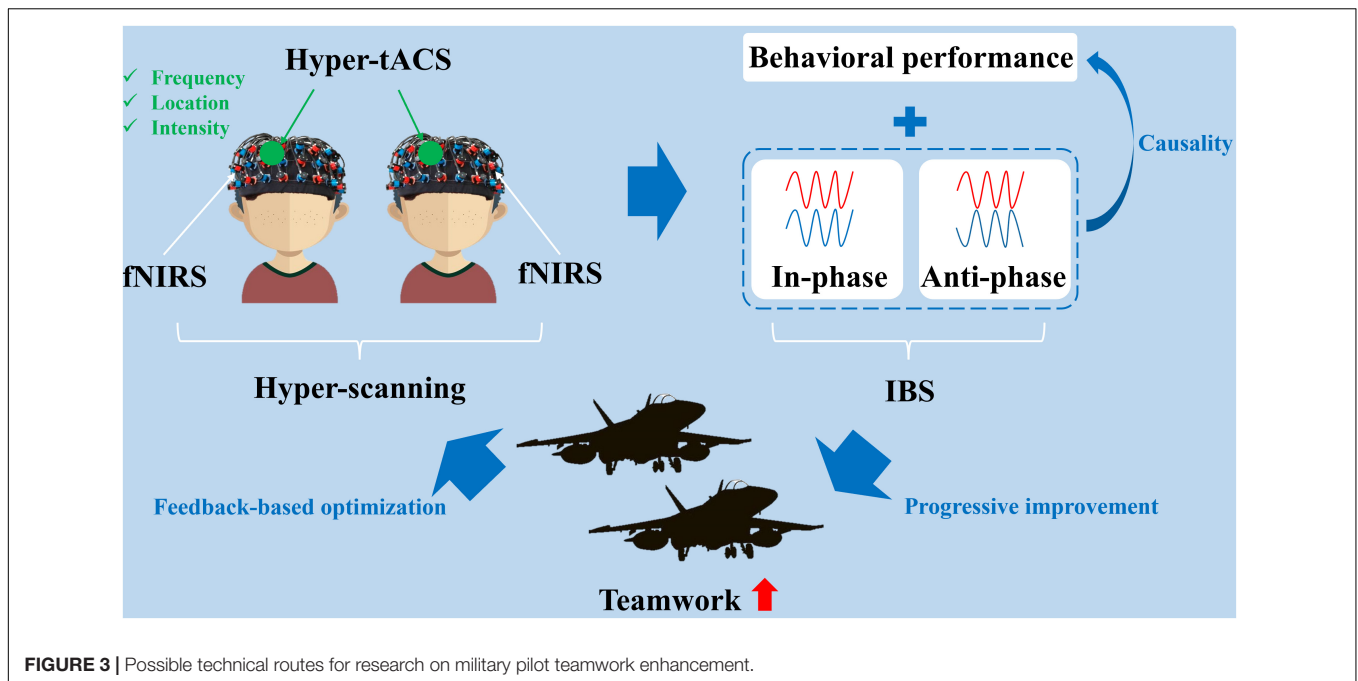 Hyper-tACS
✓ Frequency
✓ Location
✓ Intensity
fNIRS
fNIRS
Hyper-scanning
Behavioral performance
Causality
In-phase
Anti-phase
IBS
Feedback-based optimization
Progressive improvement
Teamwork
FIGURE 3 | Possible technical routes for research on military pilot teamwork enhancement.